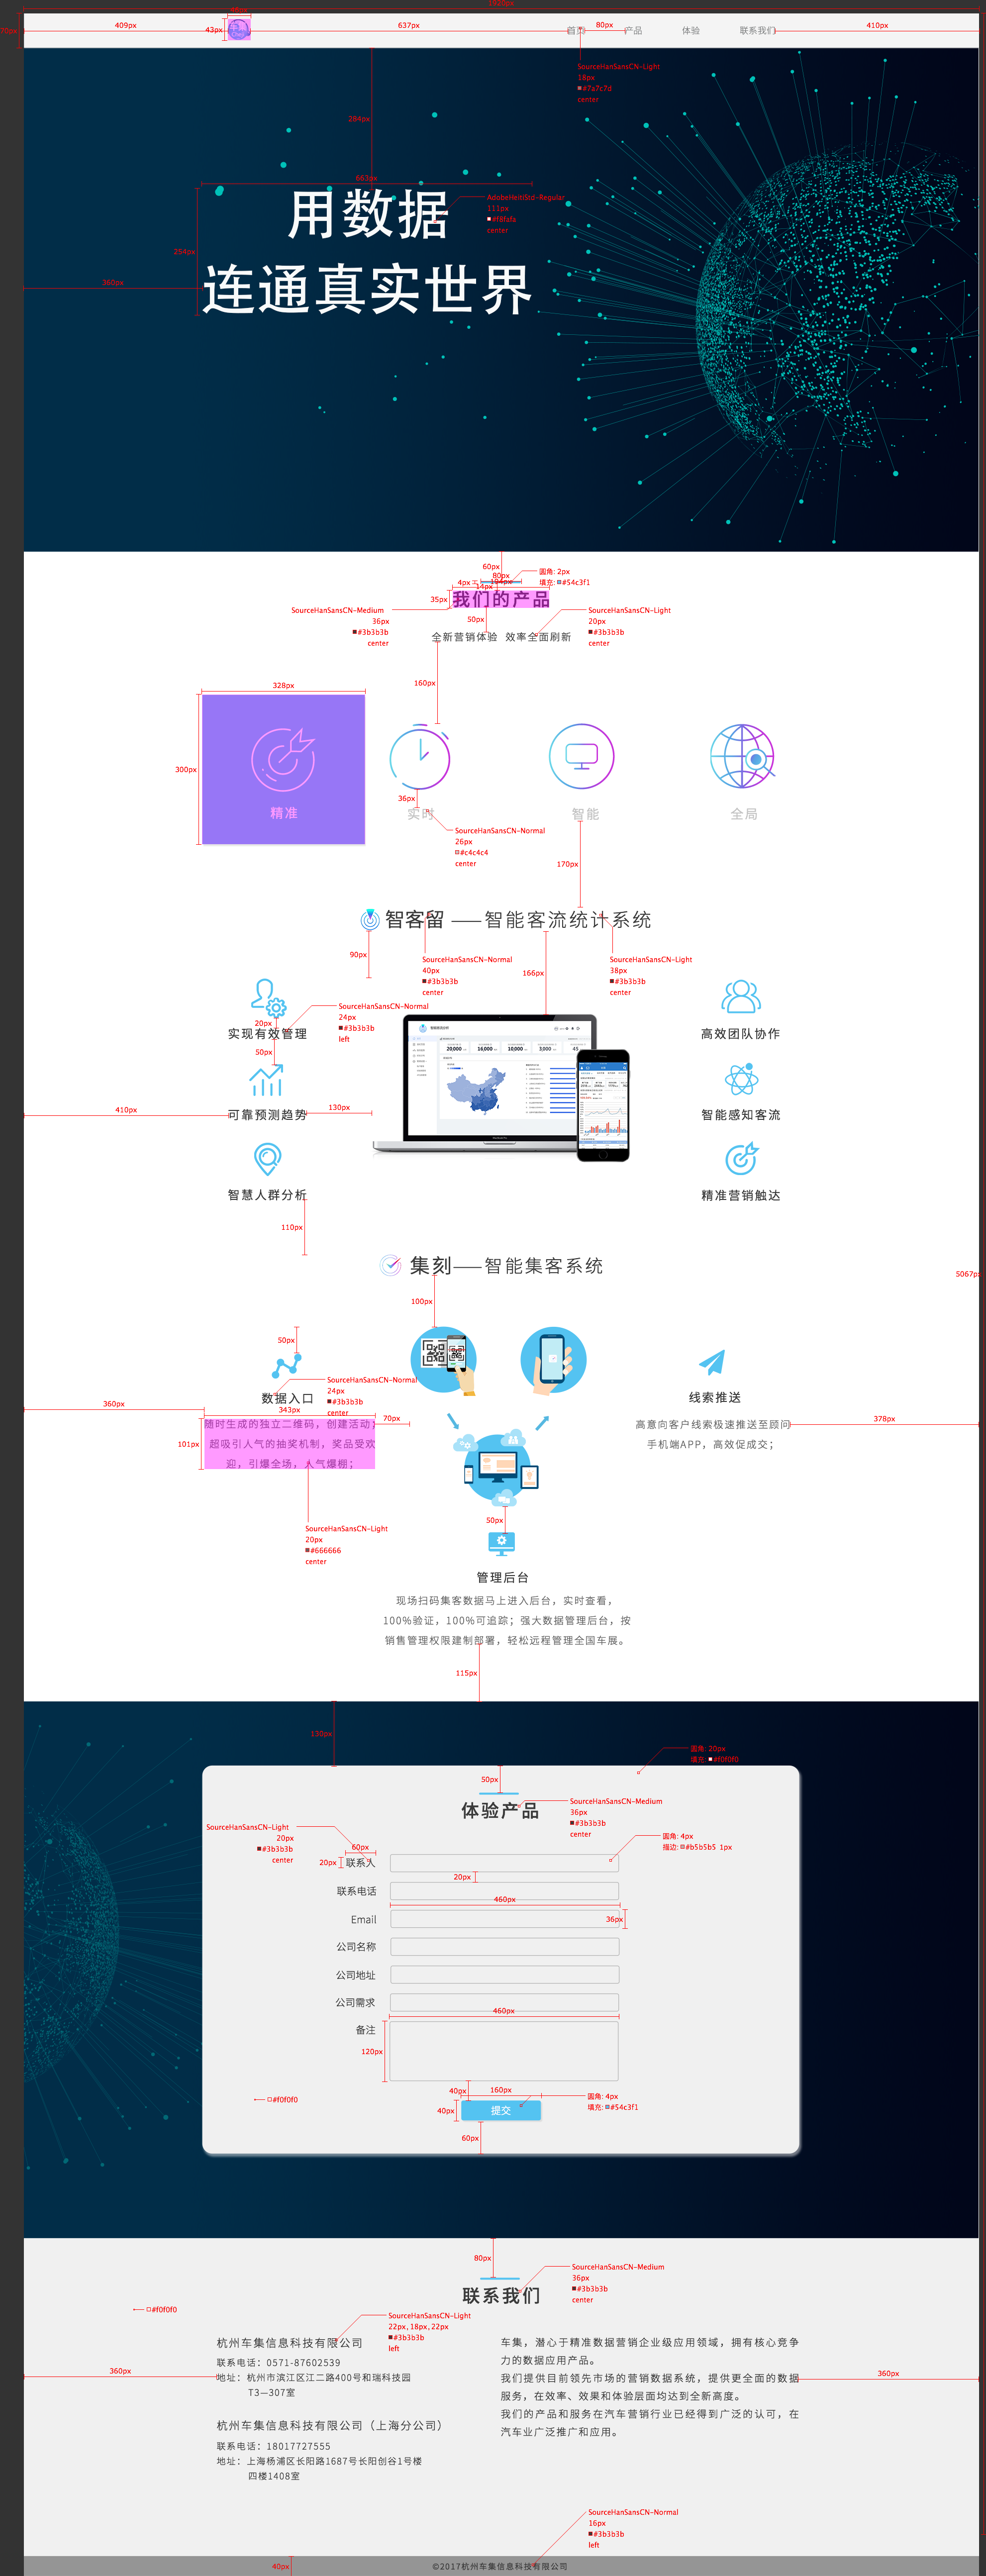 1920px
46px
409px
43px
637px
首页
80px
产品
体验
联系我们
410px
70px
SourceHanSansCN-Light
18px
#7a7c7d
center
284px
663px
用数据
AdobeHeitiStd-Regular
111px
#f8fafa
center
254px
360px
连通真实世界
60px
80px
圆角: 2px
填充: #54c3f1
4px
14px
194px
35px
我们的产品
SourceHanSansCN-Medium
36px
#3b3b3b
center
50px
SourceHanSansCN-Light
20px
#3b3b3b
center
全新营销体验 效率全面刷新
160px
328px
300px
精准
36px
实时
智能
全局
SourceHanSansCN-Normal
26px
#c4c4c4
center
170px
智客留 ——智能客流统计系统
90px
SourceHanSansCN-Normal
40px
#3b3b3b
center
166px
SourceHanSansCN-Light
38px
#3b3b3b
center
20px
SourceHanSansCN-Normal
24px
#3b3b3b
left
实现有效管理
高效团队协作
50px
20,000
16,000
10,000
410px
可靠预测趋势
130px
智能感知客流
智慧人群分析
精准营销触达
110px
集刻——智能集客系统
5067px
100px
50px
SourceHanSansCN-Normal
24px
#3b3b3b
center
数据入口
线索推送
360px
343px
70px
378px
101px
随时生成的独立二维码，创建活动；
超吸引人气的抽奖机制，奖品受欢
迎，引爆全场，人气爆棚；
高意向客户线索极速推送至顾问
手机端APP，高效促成交；
SourceHanSansCN-Light
20px
#666666
center
50px
管理后台
现场扫码集客数据马上进入后台，实时查看，
100%验证，100%可追踪；强大数据管理后台，按
销售管理权限建制部署，轻松远程管理全国车展。
115px
130px
圆角: 20px
填充: #f0f0f0
50px
体验产品
SourceHanSansCN-Medium
36px
#3b3b3b
center
SourceHanSansCN-Light
20px
#3b3b3b
center
60px
20px
联系人
圆角: 4px
描边: #b5b5b5 1px
20px
联系电话
460px
Email
36px
公司名称
公司地址
公司需求
460px
备注
120px
#f0f0f0
40px
160px
圆角: 4px
填充: #54c3f1
40px
提交
60px
80px
联系我们
SourceHanSansCN-Medium
36px
#3b3b3b
center
#f0f0f0
SourceHanSansCN-Light
22px, 18px, 22px
#3b3b3b
left
杭州车集信息科技有限公司
联系电话：0571-87602539
地址：杭州市滨江区江二路400号和瑞科技园
T3—307室
360px
杭州车集信息科技有限公司（上海分公司）
联系电话：18017727555
地址：上海杨浦区长阳路1687号长阳创谷1号楼
四楼1408室
车集，潜心于精准数据营销企业级应用领域，拥有核心竞争
力的数据应用产品。
我们提供目前领先市场的营销数据系统，提供更全面的数据
服务，在效率、效果和体验层面均达到全新高度。
我们的产品和服务在汽车营销行业已经得到广泛的认可，在
汽车业广泛推广和应用。
360px
SourceHanSansCN-Normal
16px
#3b3b3b
left
40px
©2017杭州车集信息科技有限公司